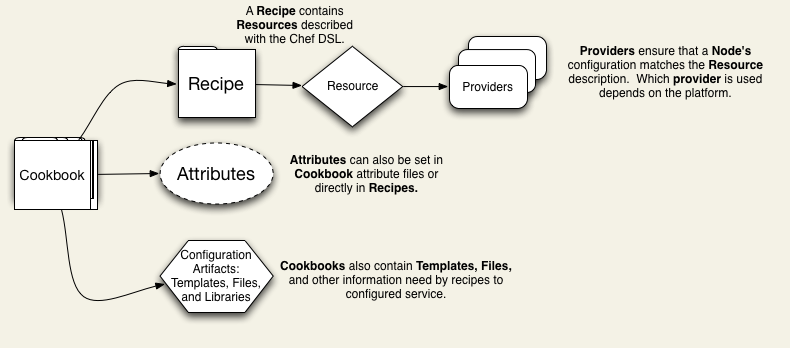 A Recipe contains
Resources described
with the Chef DSL.
Recipe
Resource
Providers
Providers ensure that a Node's
configuration matches the Resource
description. Which provider is used
depends on the platform.
Cookbook
Attributes
Attributes can also be set in
Cookbook attribute files or
directly in Recipes.
Configuration
Artifacts:
Templates, Files,
and Libraries
Cookbooks also contain Templates, Files,
and other information need by recipes to
configured service.